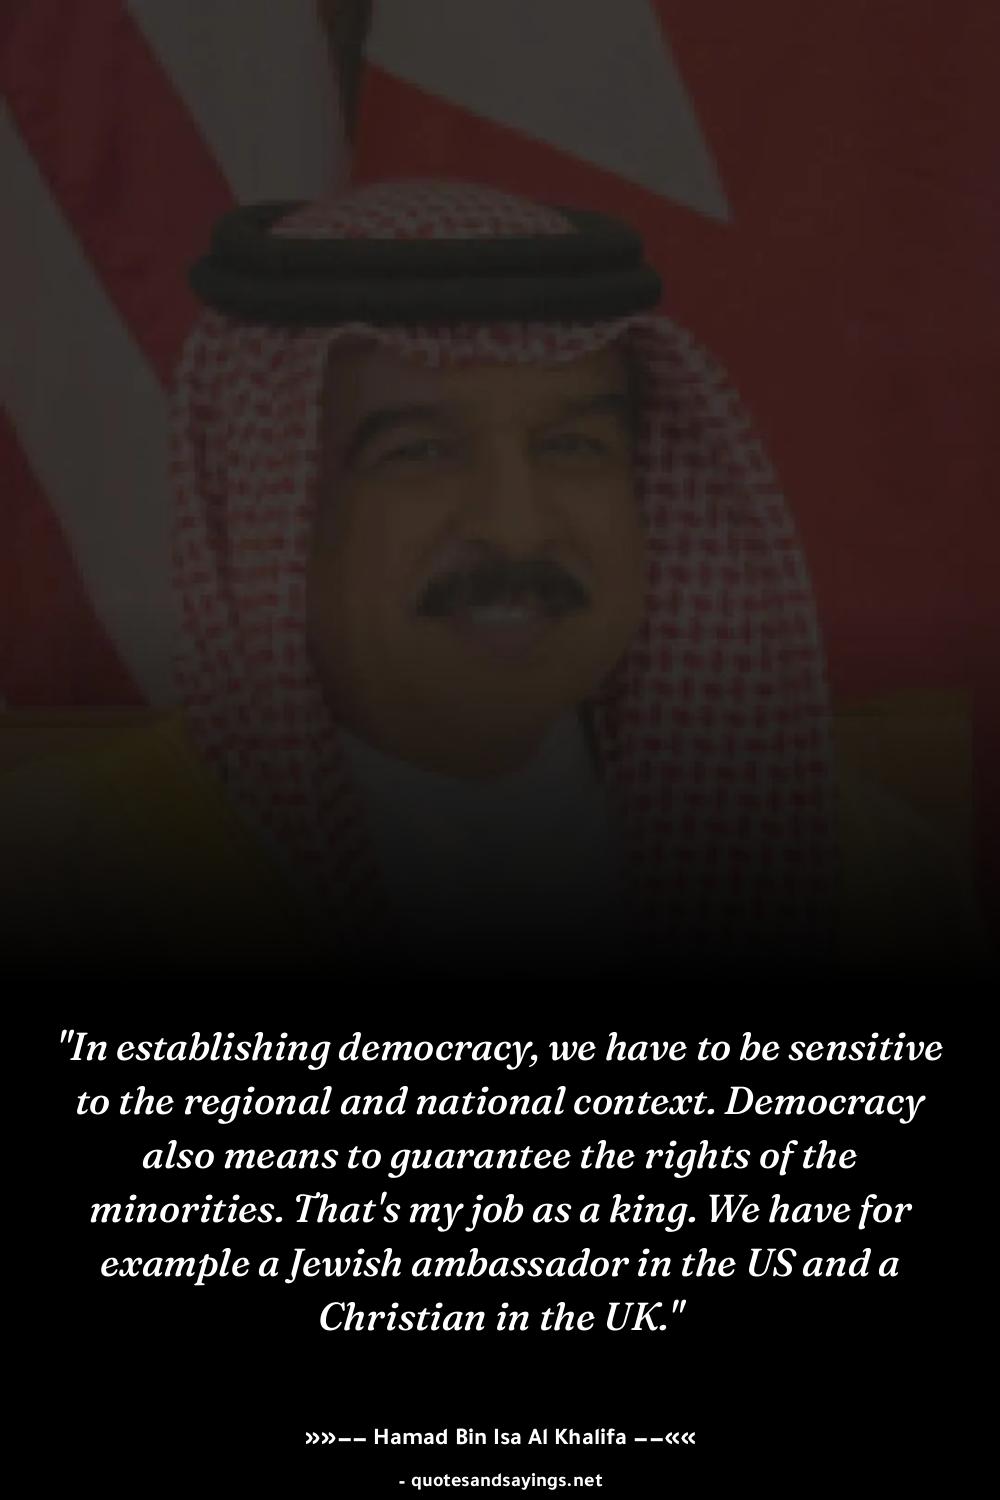 "In establishing democracy, we have to be sensitive
to the regional and national context. Democracy
also means to guarantee the rights of the
minorities. That's my job as a king. We have for
example a Jewish ambassador in the US and a
Christian in the UK."
»»–– Hamad Bin Isa Al Khalifa ––««
- quotesandsayings.net